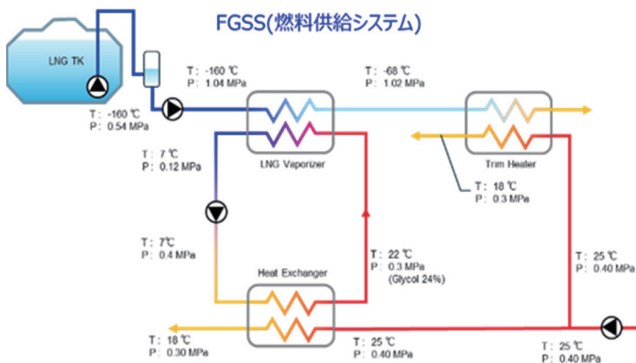 FGSS(燃料供給システム)
LNG TK
T: -160 ℃
P: 0.54 MPa
T: -160 ℃
P: 1.04 MPa
T: -68 ℃
P: 1.02 MPa
LNG Vaporizer
Trim Heater
T: 7 ℃
P: 0.12 MPa
T: 18 ℃
P: 0.3 MPa
T: 7℃
P: 0.4 MPa
T: 22 ℃
P: 0.3 MPa
(Glycol 24%)
T: 25 ℃
P: 0.40 MPa
Heat Exchanger
T: 18 ℃
P: 0.30 MPa
T: 25 ℃
P: 0.40 MPa
T: 25 ℃
P: 0.40 MPa